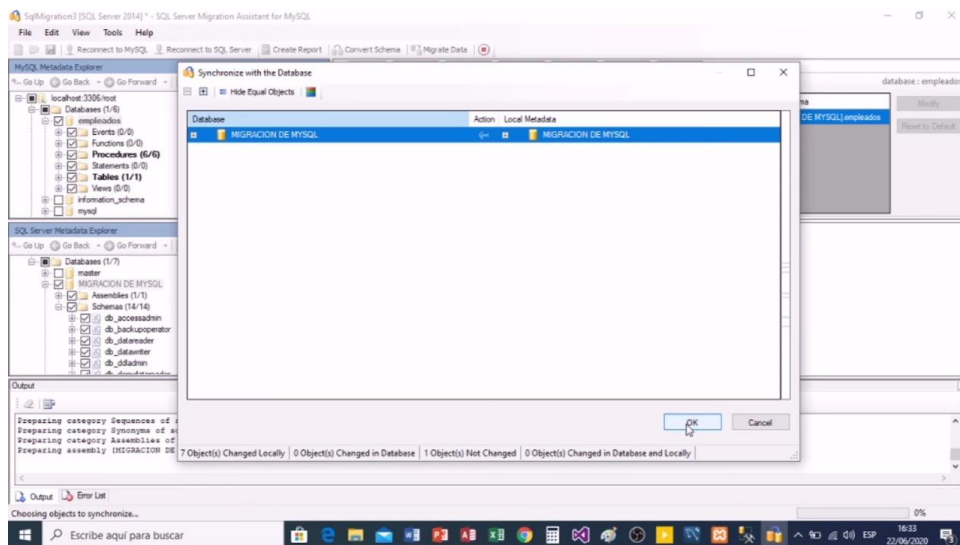 SqlMigration3 [SQL Server 2014] * - SQL Server Migration Assistant for MySQL
File Edit View Tools Help
Reconnect to MySQL Reconnect to SQL Server Create Report Convert Schema Migrate Data
MySQL Metadata Explorer
Go Up Go Back Go Forward
localhost:3306/root
Databases (1/6)
empleados
Events (0/0)
Functions (0/0)
Procedures (6/6)
Statements (0/0)
Tables (1/1)
Views (0/0)
information_schema
mysql
SQL Server Metadata Explorer
Go Up Go Back Go Forward
Databases (1/7)
master
MIGRACION DE MYSQL
Assemblies (1/1)
Schemas (14/14)
db_accessadmin
db_backupoperator
db_datareader
db_datawriter
db_ddladmin
Synchronize with the Database
Hide Equal Objects
Database Action Local Metadata
MIGRACION DE MYSQL MIGRACION DE MYSQL
OK Cancel
7 Object(s) Changed Locally 0 Object(s) Changed in Database 1 Object(s) Not Changed 0 Object(s) Changed in Database and Locally
database : empleados
DE MYSQL].empleados
Modify
Reset to Default
Output
Preparing category Sequences of
Preparing category Synonyms of
Preparing category Assemblies of
Preparing assembly [MIGRACION DE
Output Error List
Choosing objects to synchronize... 0%
Escribe aquí para buscar
ESP
16:33
22/06/2020